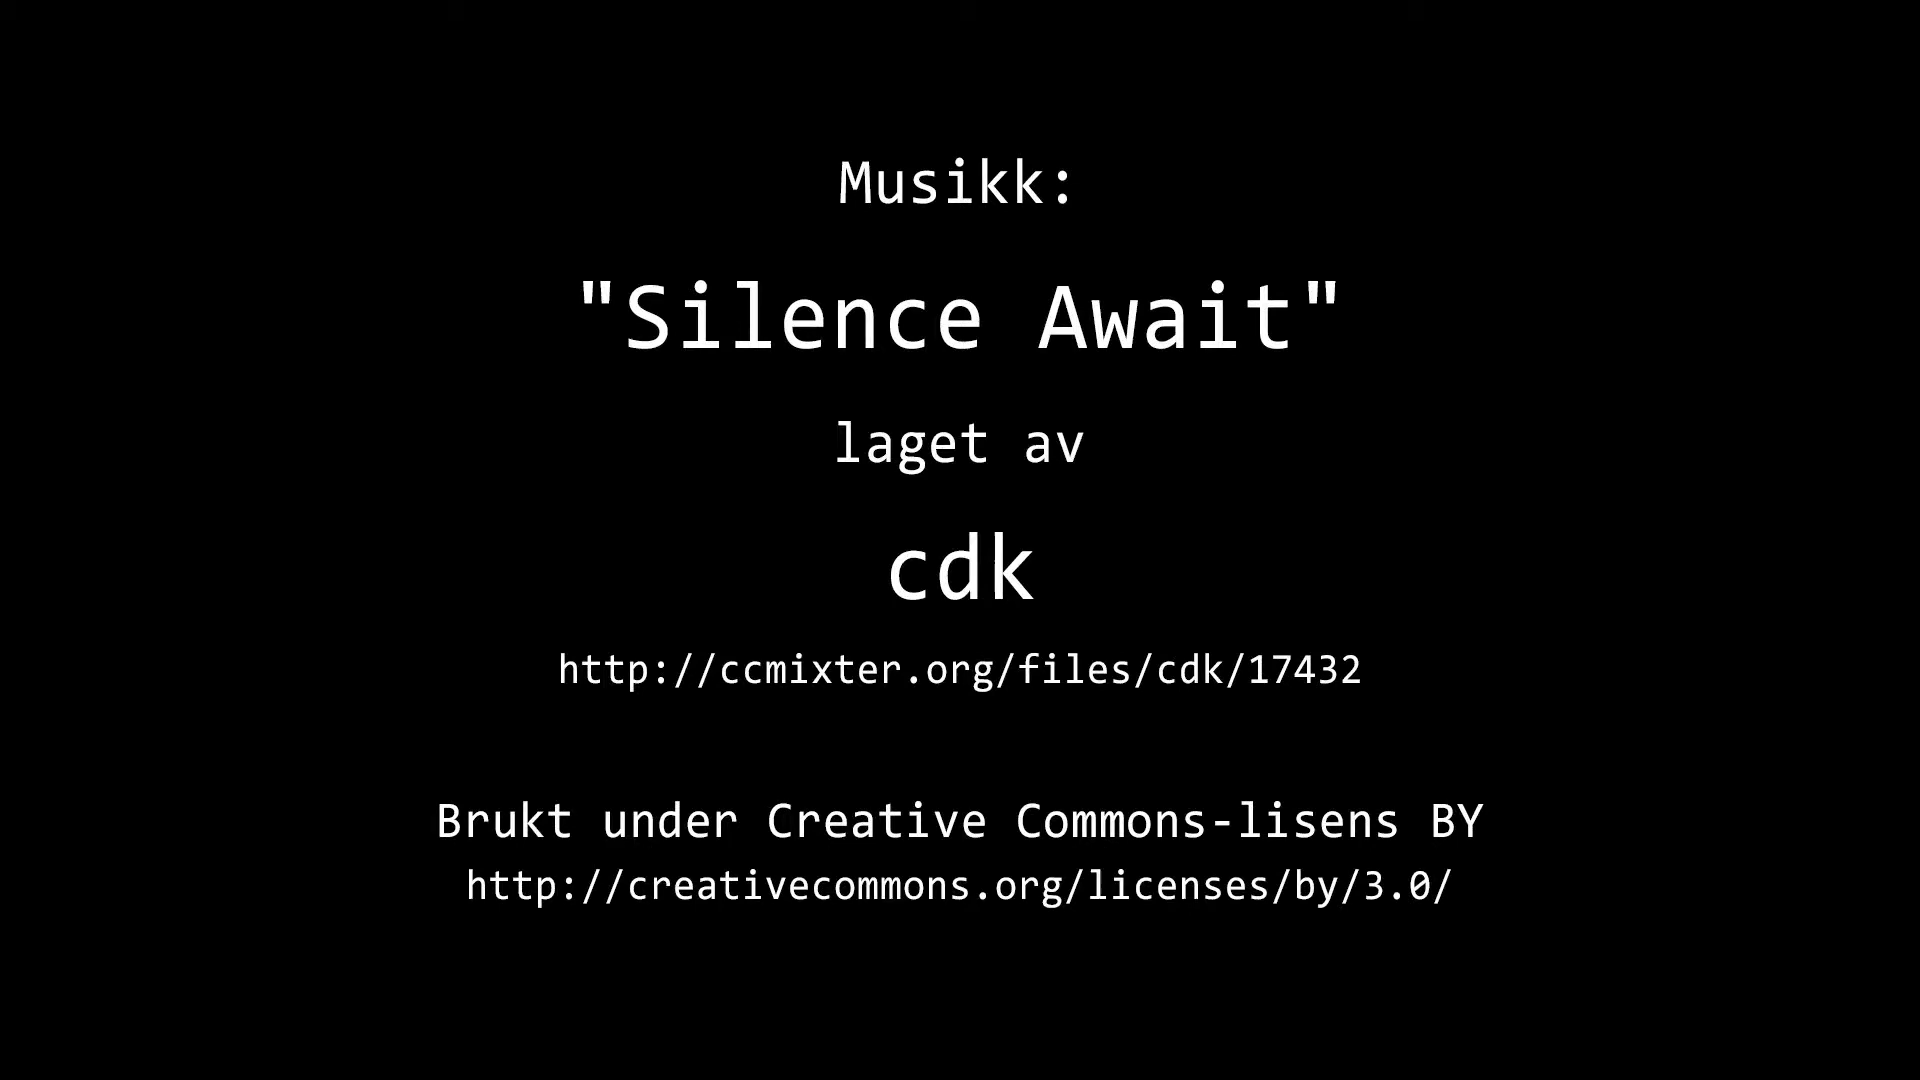 Musikk:
"Silence Await"
laget av
cdk
http://ccmixter.org/files/cdk/17432
Brukt under Creative Commons-lisens BY
http://creativecommons.org/licenses/by/3.0/